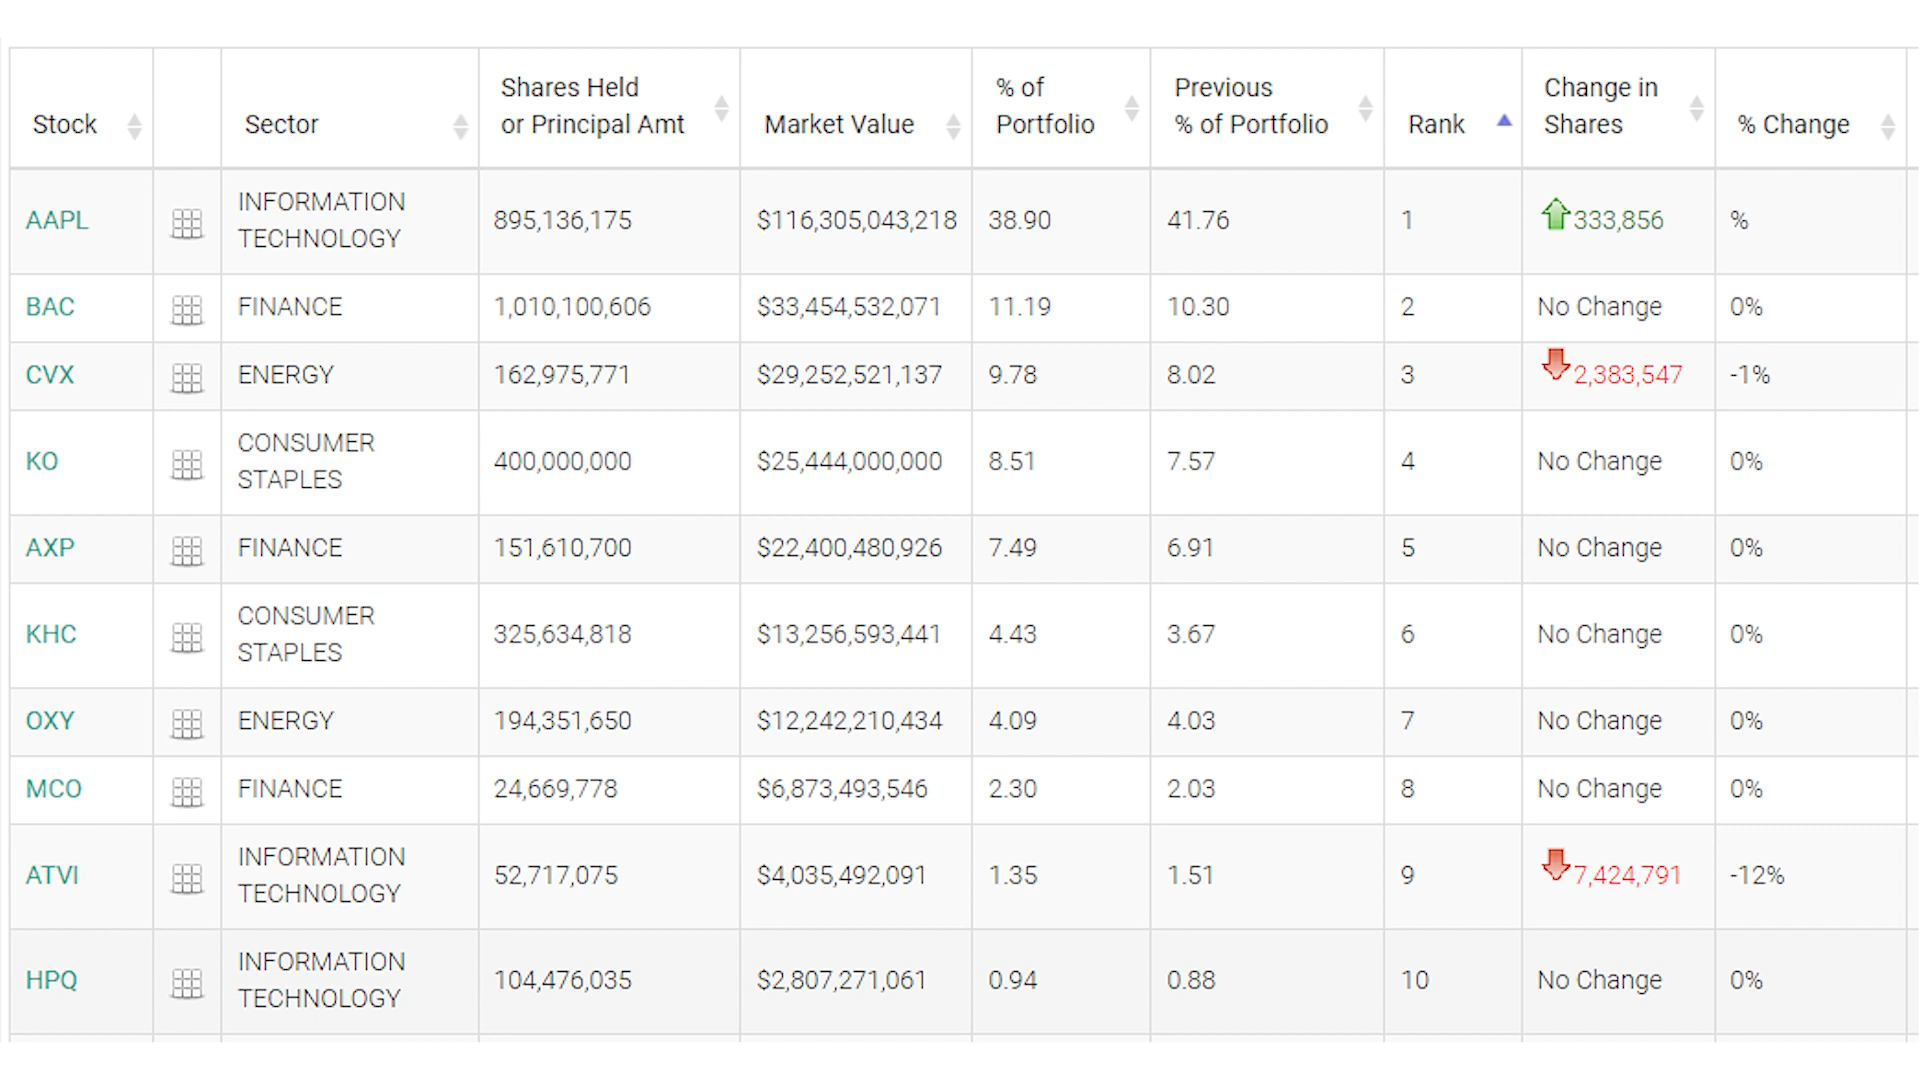 Stock
Sector
Shares Held
or Principal Amt
Market Value
% of
Portfolio
Previous
% of Portfolio
Rank
Change in
Shares
% Change
AAPL
INFORMATION
TECHNOLOGY
895,136,175
$116,305,043,218
38.90
41.76
1
333,856
%
BAC
FINANCE
1,010,100,606
$33,454,532,071
11.19
10.30
2
No Change
0%
CVX
ENERGY
162,975,771
$29,252,521,137
9.78
8.02
3
2,383,547
-1%
KO
CONSUMER
STAPLES
400,000,000
$25,444,000,000
8.51
7.57
4
No Change
0%
AXP
FINANCE
151,610,700
$22,400,480,926
7.49
6.91
5
No Change
0%
KHC
CONSUMER
STAPLES
325,634,818
$13,256,593,441
4.43
3.67
6
No Change
0%
OXY
ENERGY
194,351,650
$12,242,210,434
4.09
4.03
7
No Change
0%
MCO
FINANCE
24,669,778
$6,873,493,546
2.30
2.03
8
No Change
0%
ATVI
INFORMATION
TECHNOLOGY
52,717,075
$4,035,492,091
1.35
1.51
9
7,424,791
-12%
HPQ
INFORMATION
TECHNOLOGY
104,476,035
$2,807,271,061
0.94
0.88
10
No Change
0%